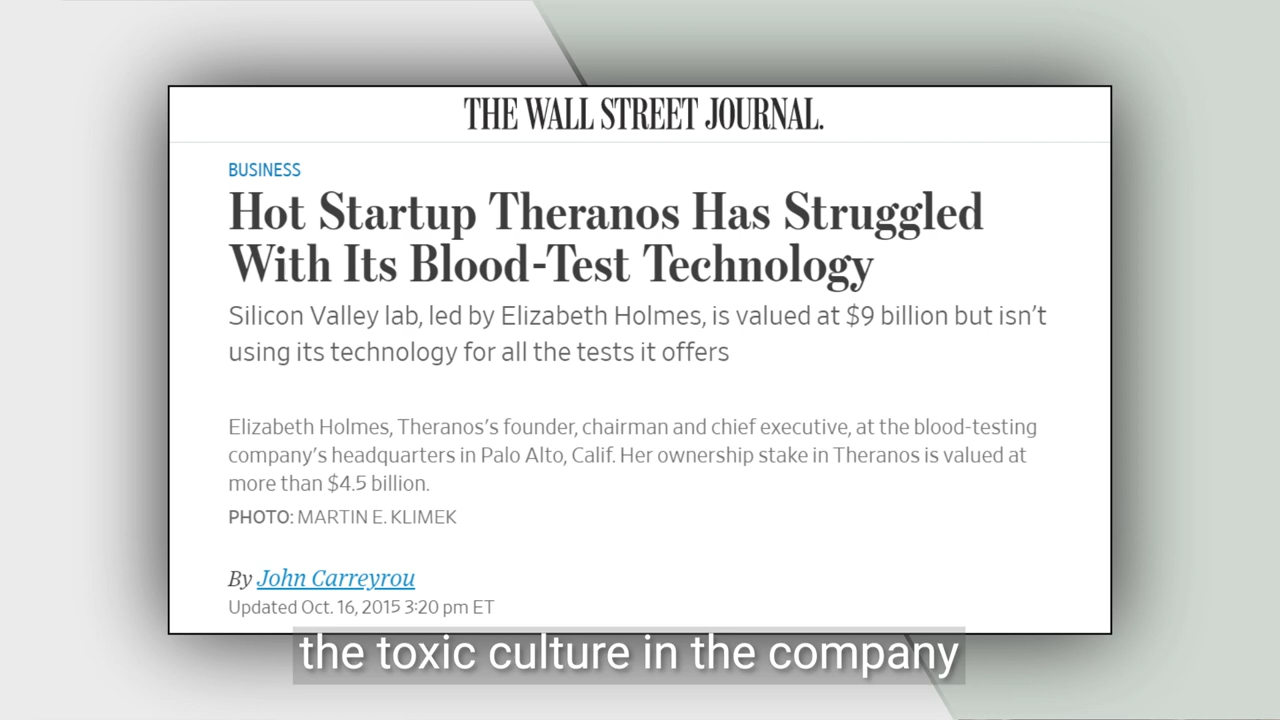 THE WALL STREET JOURNAL.
BUSINESS
Hot Startup Theranos Has Struggled
With Its Blood-Test Technology
Silicon Valley lab, led by Elizabeth Holmes, is valued at $9 billion but isn’t
using its technology for all the tests it offers
Elizabeth Holmes, Theranos’s founder, chairman and chief executive, at the blood-testing
company’s headquarters in Palo Alto, Calif. Her ownership stake in Theranos is valued at
more than $4.5 billion.
PHOTO: MARTIN E. KLIMEK
By John Carreyrou
Updated Oct. 16, 2015 3:20 pm ET
the toxic culture in the company